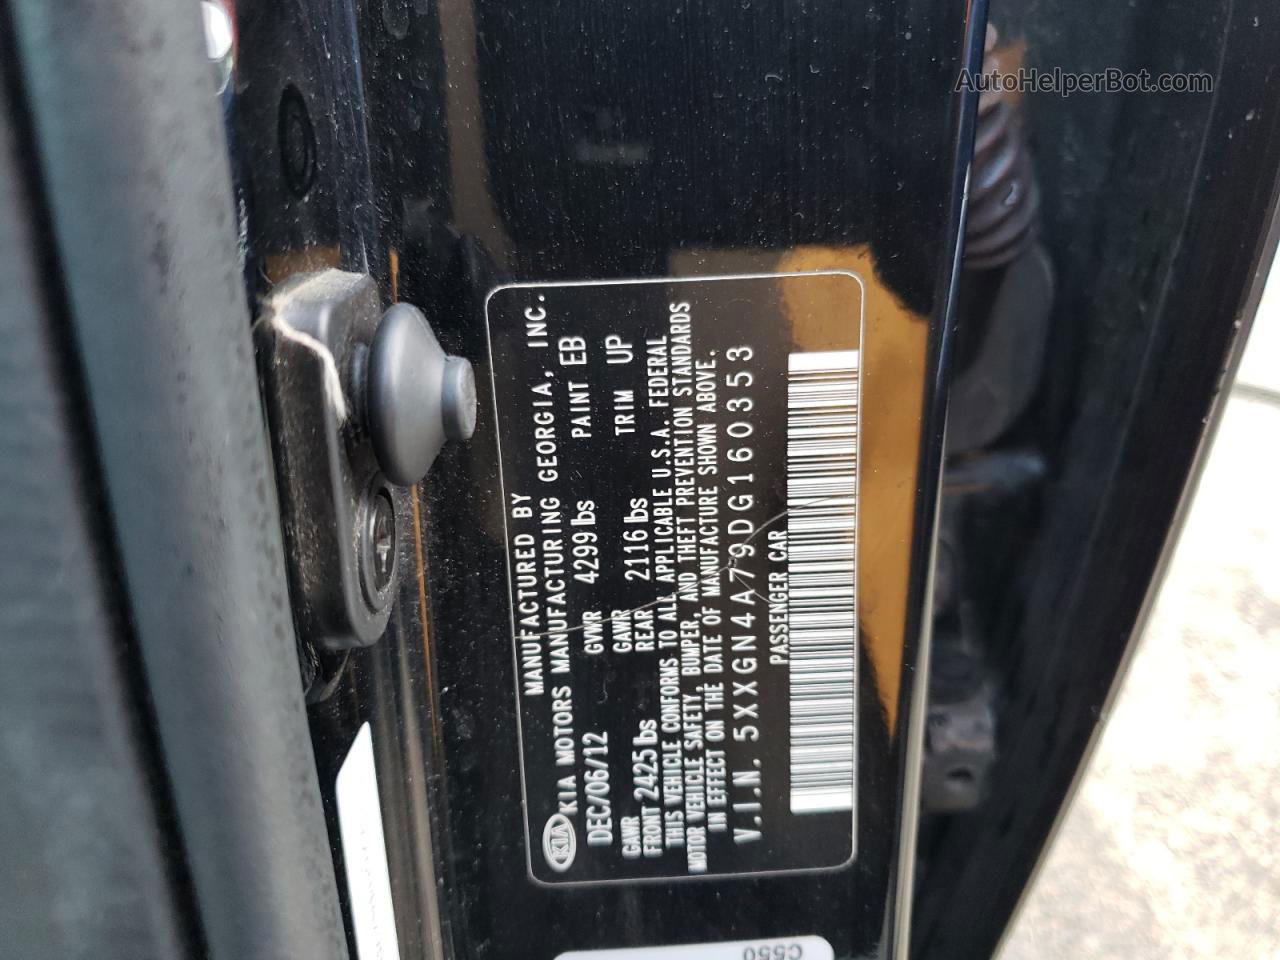 AutoHelperBot.com
MANUFACTURED BY
KIA KIA MOTORS MANUFACTURING GEORGIA, INC.
DEC/06/12 GVWR 4299 lbs PAINT EB
GAWR FRONT 2425 lbs GAWR REAR 2116 lbs TRIM UP
THIS VEHICLE CONFORMS TO ALL APPLICABLE U.S.A. FEDERAL
MOTOR VEHICLE SAFETY, BUMPER, AND THEFT PREVENTION STANDARDS
IN EFFECT ON THE DATE OF MANUFACTURE SHOWN ABOVE.
V.I.N. 5XXGN4A79DG160353
PASSENGER CAR
C550